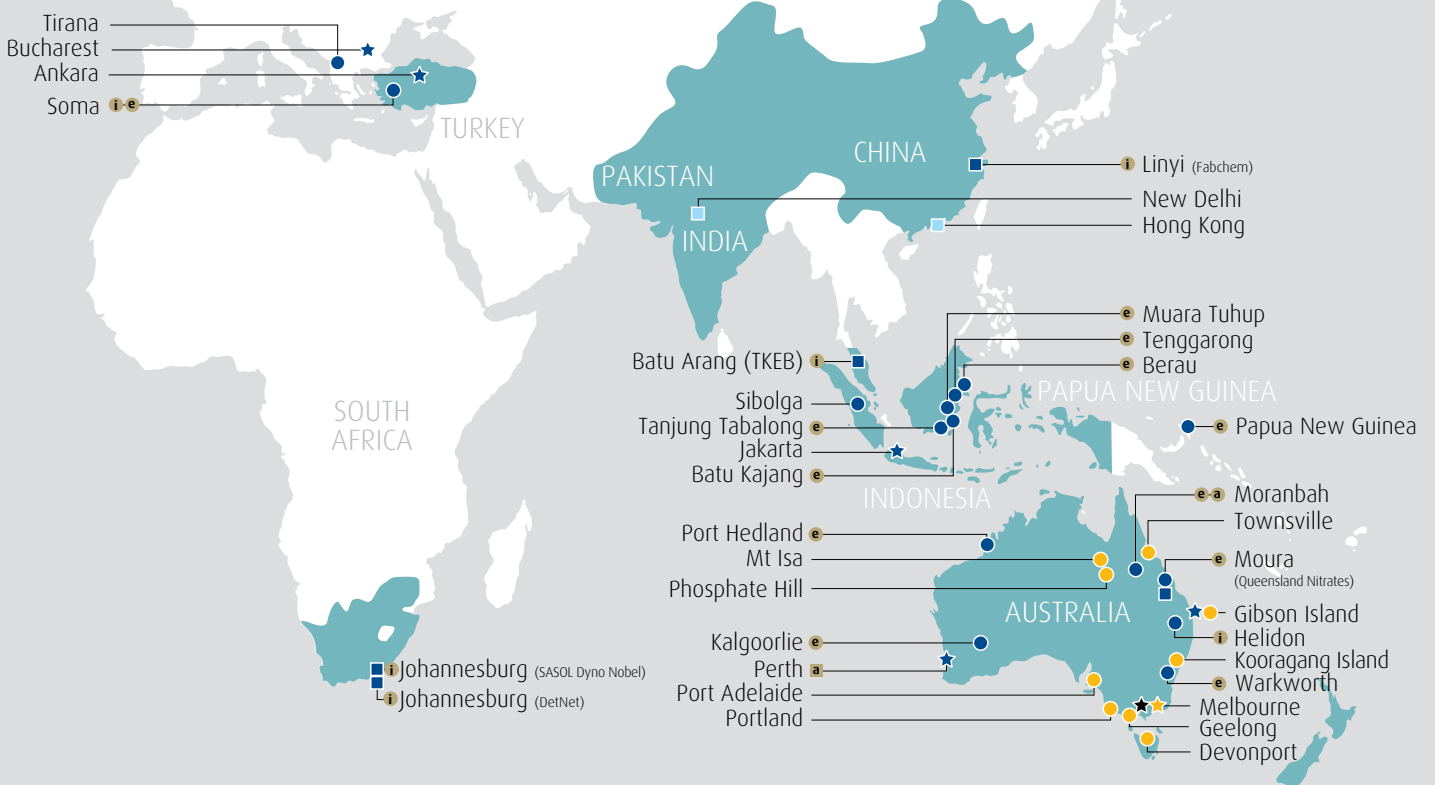 Tirana
Bucharest
Ankara
Soma i e
TURKEY
SOUTH
AFRICA
i Johannesburg (SASOL Dyno Nobel)
i Johannesburg (DetNet)
PAKISTAN
CHINA
INDIA
i Linyi (Fabchem)
New Delhi
Hong Kong
e Muara Tuhup
e Tenggarong
e Berau
PAPUA NEW GUINEA
e Papua New Guinea
Batu Arang (TKEB) i
Sibolga
Tanjung Tabalong e
Jakarta
Batu Kajang e
INDONESIA
Port Hedland e
Mt Isa
Phosphate Hill
Kalgoorlie e
Perth a
Port Adelaide
Portland
AUSTRALIA
e a Moranbah
Townsville
e Moura
(Queensland Nitrates)
Gibson Island
i Helidon
Kooragang Island
e Warkworth
Melbourne
Geelong
Devonport